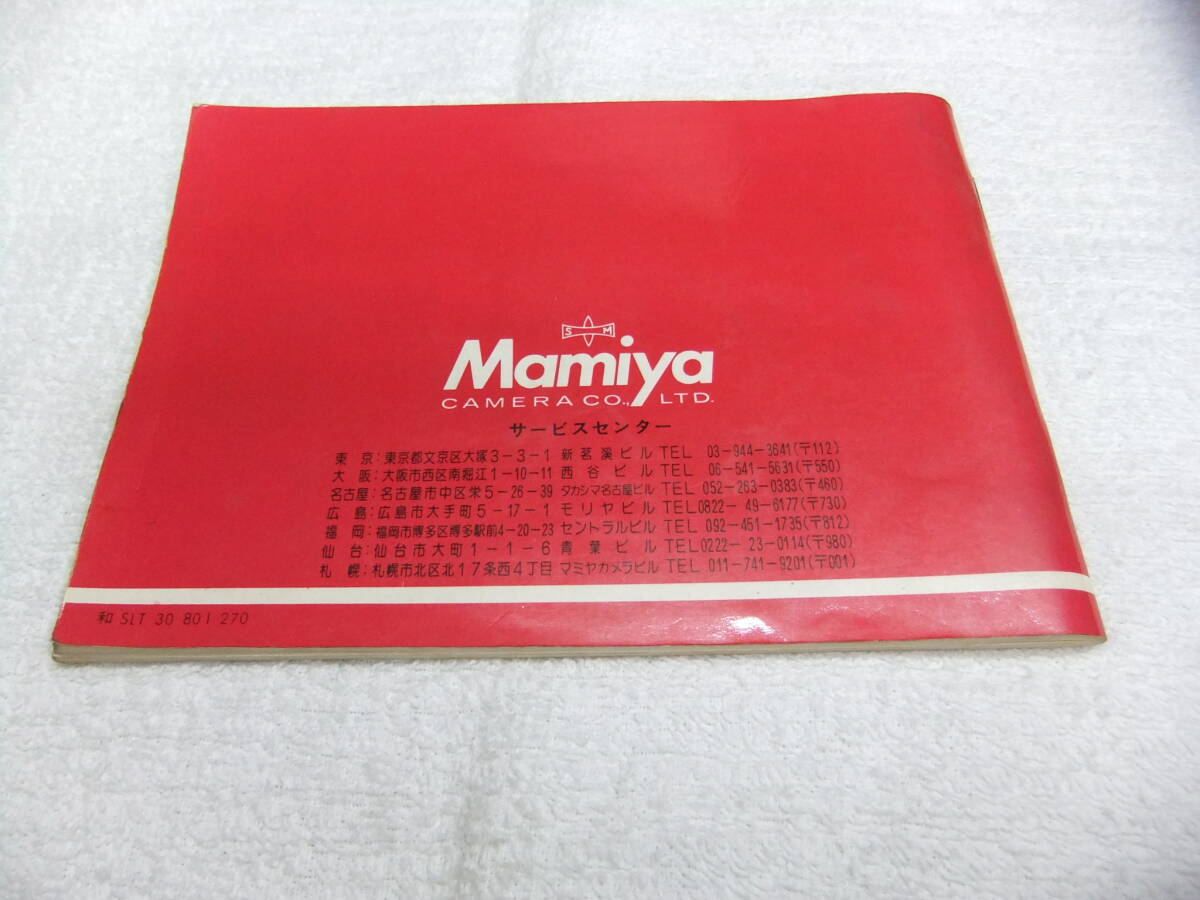 S M
Mamiya
CAMERA CO., LTD.
サービスセンター
東京:東京都文京区大塚3-3-1 新茗溪ビル TEL 03-944-3641(〒112)
大阪:大阪市西区南堀江1-10-11 西谷ビル TEL 06-541-5631(〒550)
名古屋:名古屋市中区栄5-26-39 タカシマ名古屋ビル TEL 052-263-0383(〒460)
広島:広島市大手町5-17-1 モリヤビル TEL0822-49-6177(〒730)
福岡:福岡市博多区博多駅前4-20-23 セントラルビル TEL 092-451-1735(〒812)
仙台:仙台市大町1-1-6 青葉ビル TEL0222-23-0114(〒980)
札幌:札幌市北区北17条西4丁目 マミヤカメラビル TEL 011-741-9201(〒001)
和 SLT 30 801 270